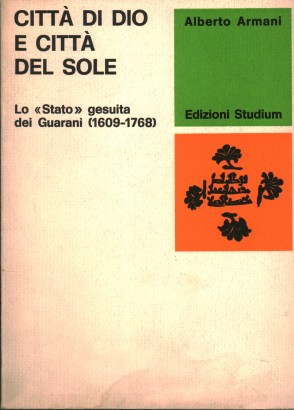 CITTÀ DI DIO
E CITTÀ
DEL SOLE
Lo «Stato» gesuita
dei Guarani (1609-1768)
Alberto Armani
Edizioni Studium